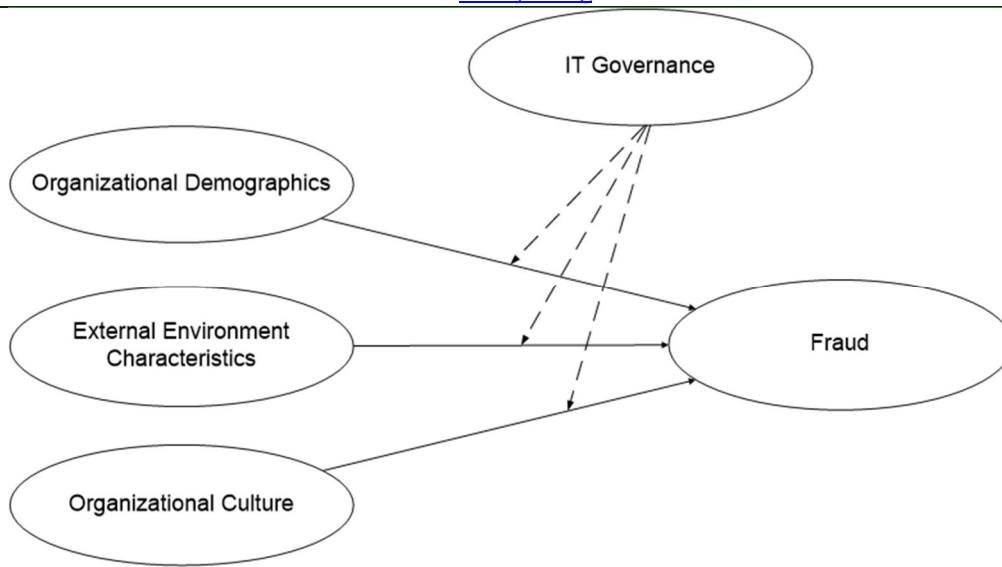 IT Governance
Organizational Demographics
External Environment
Characteristics
Fraud
Organizational Culture